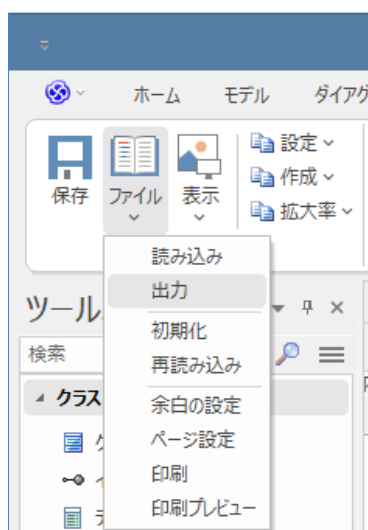 ホーム モデル ダイアグ
保存 ファイル 表示
設定
作成
拡大率
読み込み
出力
初期化
再読み込み
余白の設定
ページ設定
印刷
印刷プレビュー
ツール
検索
クラス